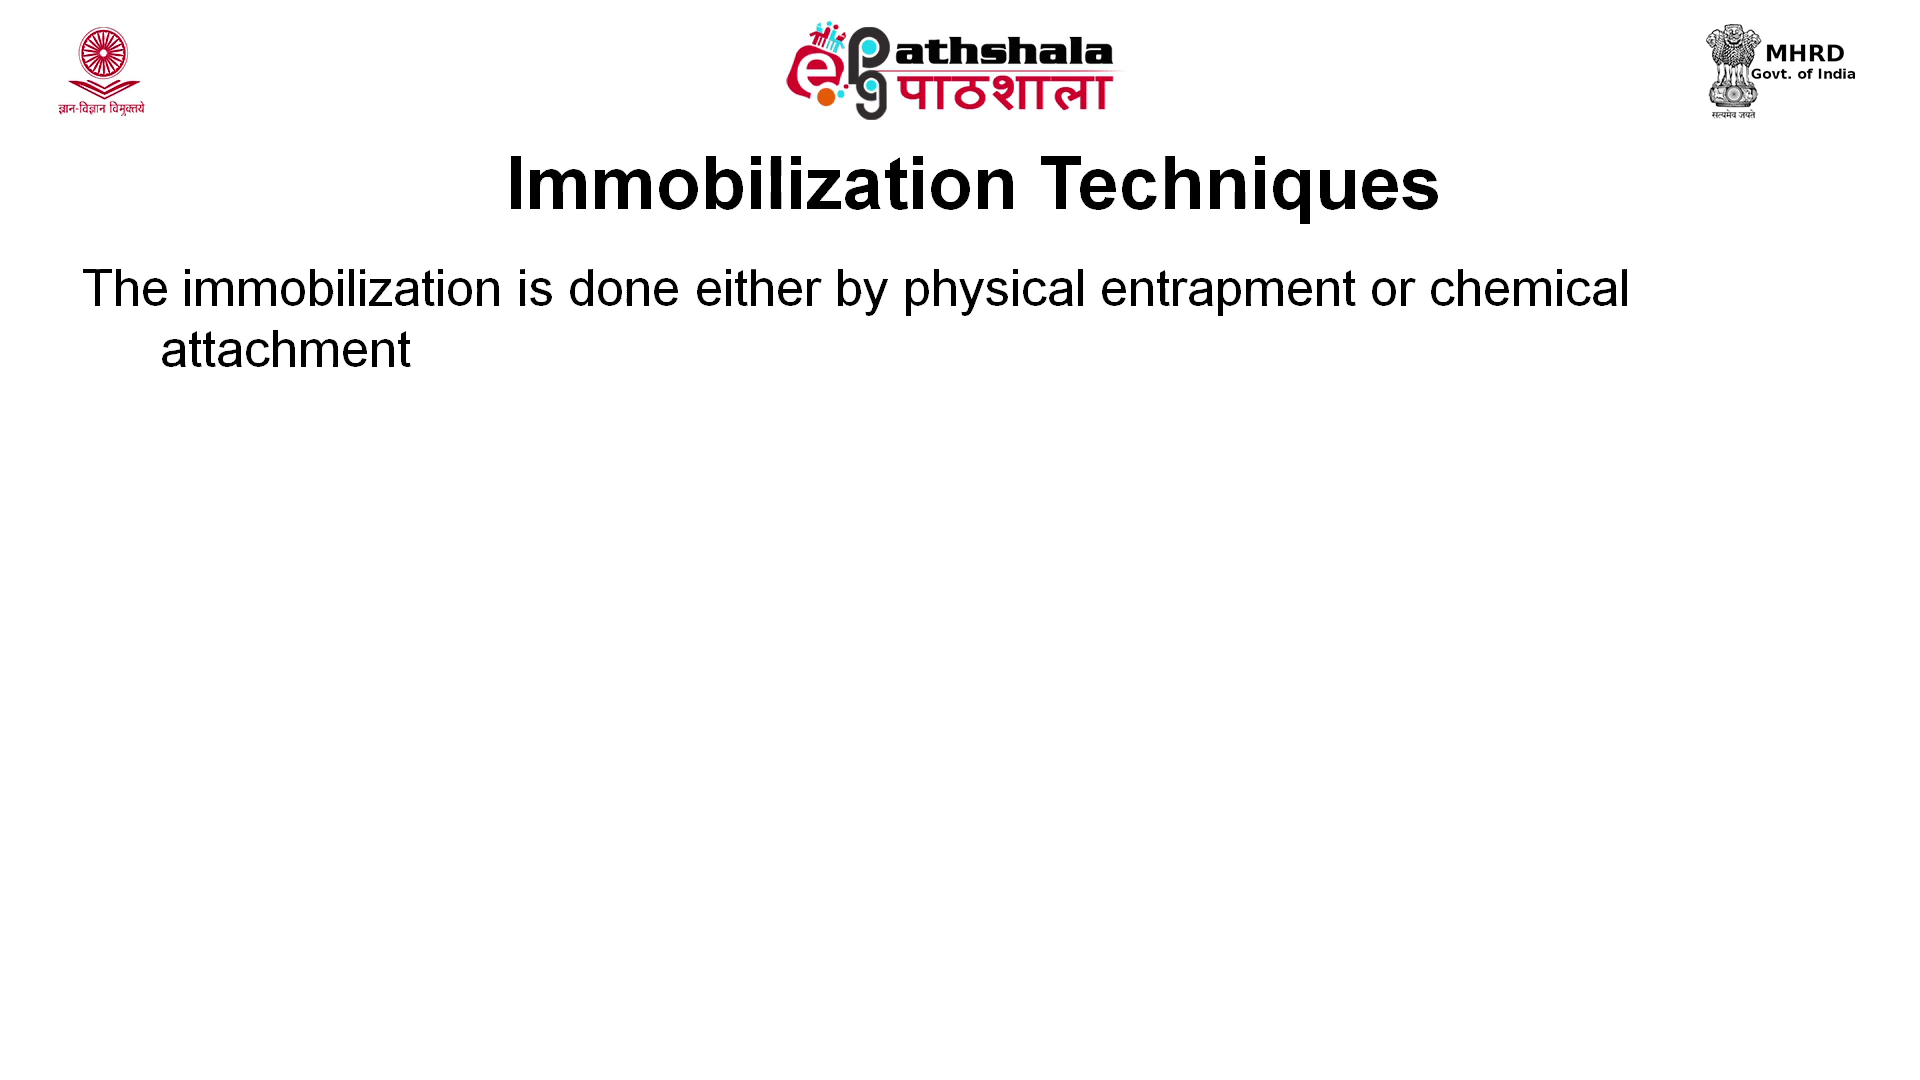 ज्ञान-विज्ञान विमुक्तये
ePathshala
पाठशाला
MHRD
Govt. of India
सत्यमेव जयते
Immobilization Techniques
The immobilization is done either by physical entrapment or chemical
attachment